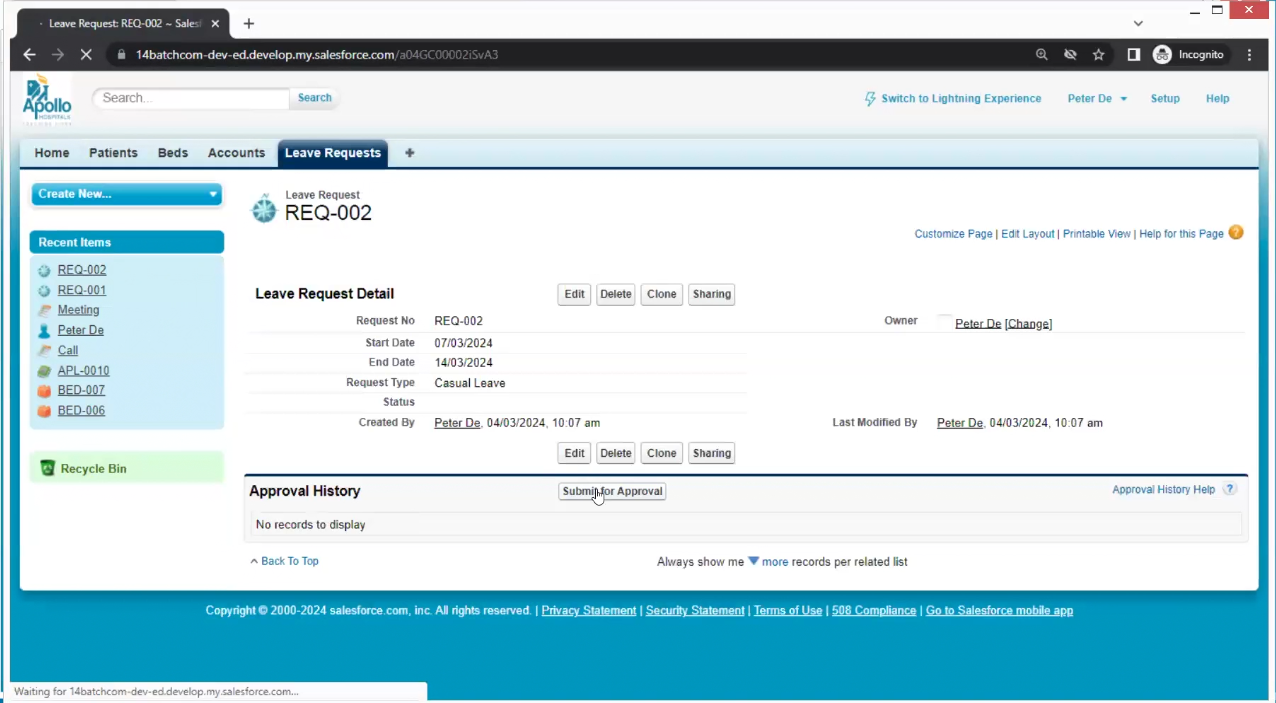 Leave Request: REQ-002 ~ Salesf
14batchcom-dev-ed.develop.my.salesforce.com/a04GC00002iSvA3
Incognito
Apollo
HOSPITALS
Search...
Search
Switch to Lightning Experience
Peter De
Setup
Help
Home
Patients
Beds
Accounts
Leave Requests
Create New...
Recent Items
REQ-002
REQ-001
Meeting
Peter De
Call
APL-0010
BED-007
BED-006
Recycle Bin
Leave Request
REQ-002
Customize Page | Edit Layout | Printable View | Help for this Page ?
Leave Request Detail
Edit Delete Clone Sharing
Request No REQ-002 Owner Peter De [Change]
Start Date 07/03/2024
End Date 14/03/2024
Request Type Casual Leave
Status
Created By Peter De, 04/03/2024, 10:07 am Last Modified By Peter De, 04/03/2024, 10:07 am
Edit Delete Clone Sharing
Approval History Submit for Approval Approval History Help ?
No records to display
Back To Top Always show me more records per related list
Copyright © 2000-2024 salesforce.com, inc. All rights reserved. | Privacy Statement | Security Statement | Terms of Use | 508 Compliance | Go to Salesforce mobile app
Waiting for 14batchcom-dev-ed.develop.my.salesforce.com...